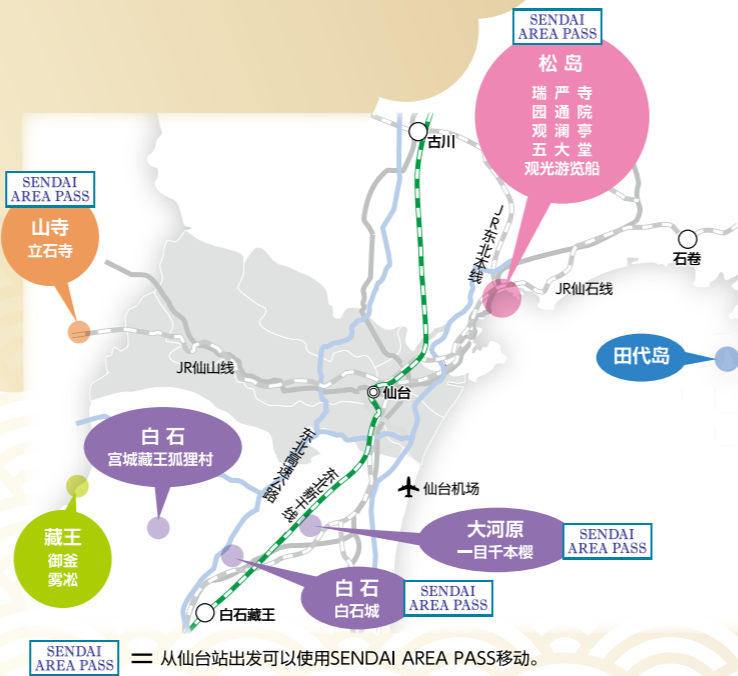 SENDAI
AREA PASS
松岛
瑞严寺
园通院
观澜亭
五大堂
观光游览船
古川
SENDAI
AREA PASS
山寺
立石寺
JR东北本线
石卷
JR仙石线
JR仙山线
田代岛
仙台
白石
宫城藏王狐狸村
东北高速公路
东北新干线
仙台机场
藏王
御釜
雾凇
大河原
一目千本樱
SENDAI
AREA PASS
白石
白石城
SENDAI
AREA PASS
白石藏王
SENDAI
AREA PASS
= 从仙台站出发可以使用SENDAI AREA PASS移动。